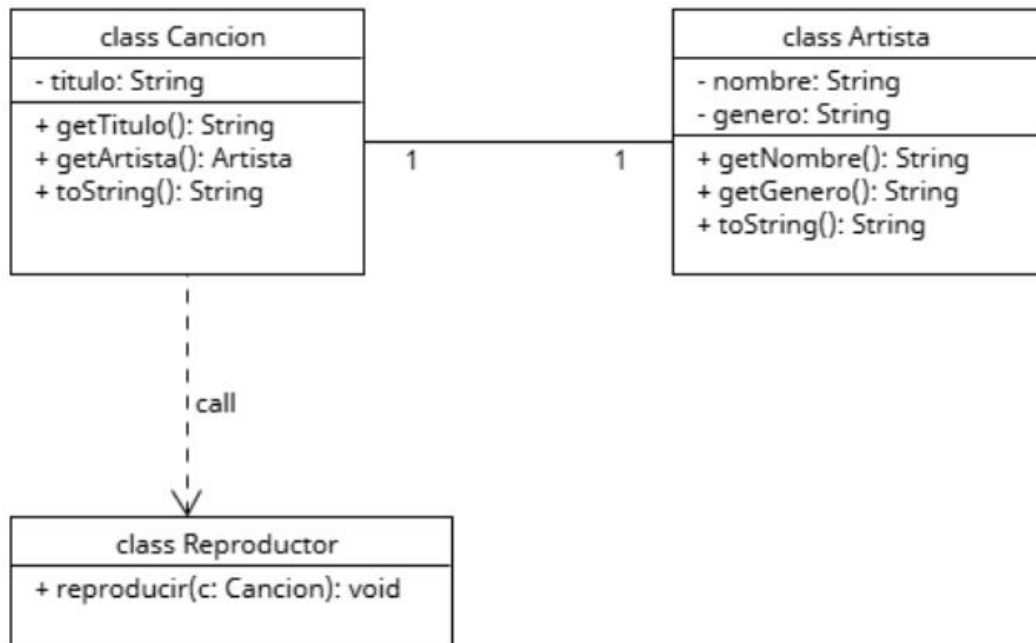 class Cancion
- titulo: String
+ getTitulo(): String
+ getArtista(): Artista
+ toString(): String
1
1
class Artista
- nombre: String
- genero: String
+ getNombre(): String
+ getGenero(): String
+ toString(): String
call
class Reproductor
+ reproducir(c: Cancion): void